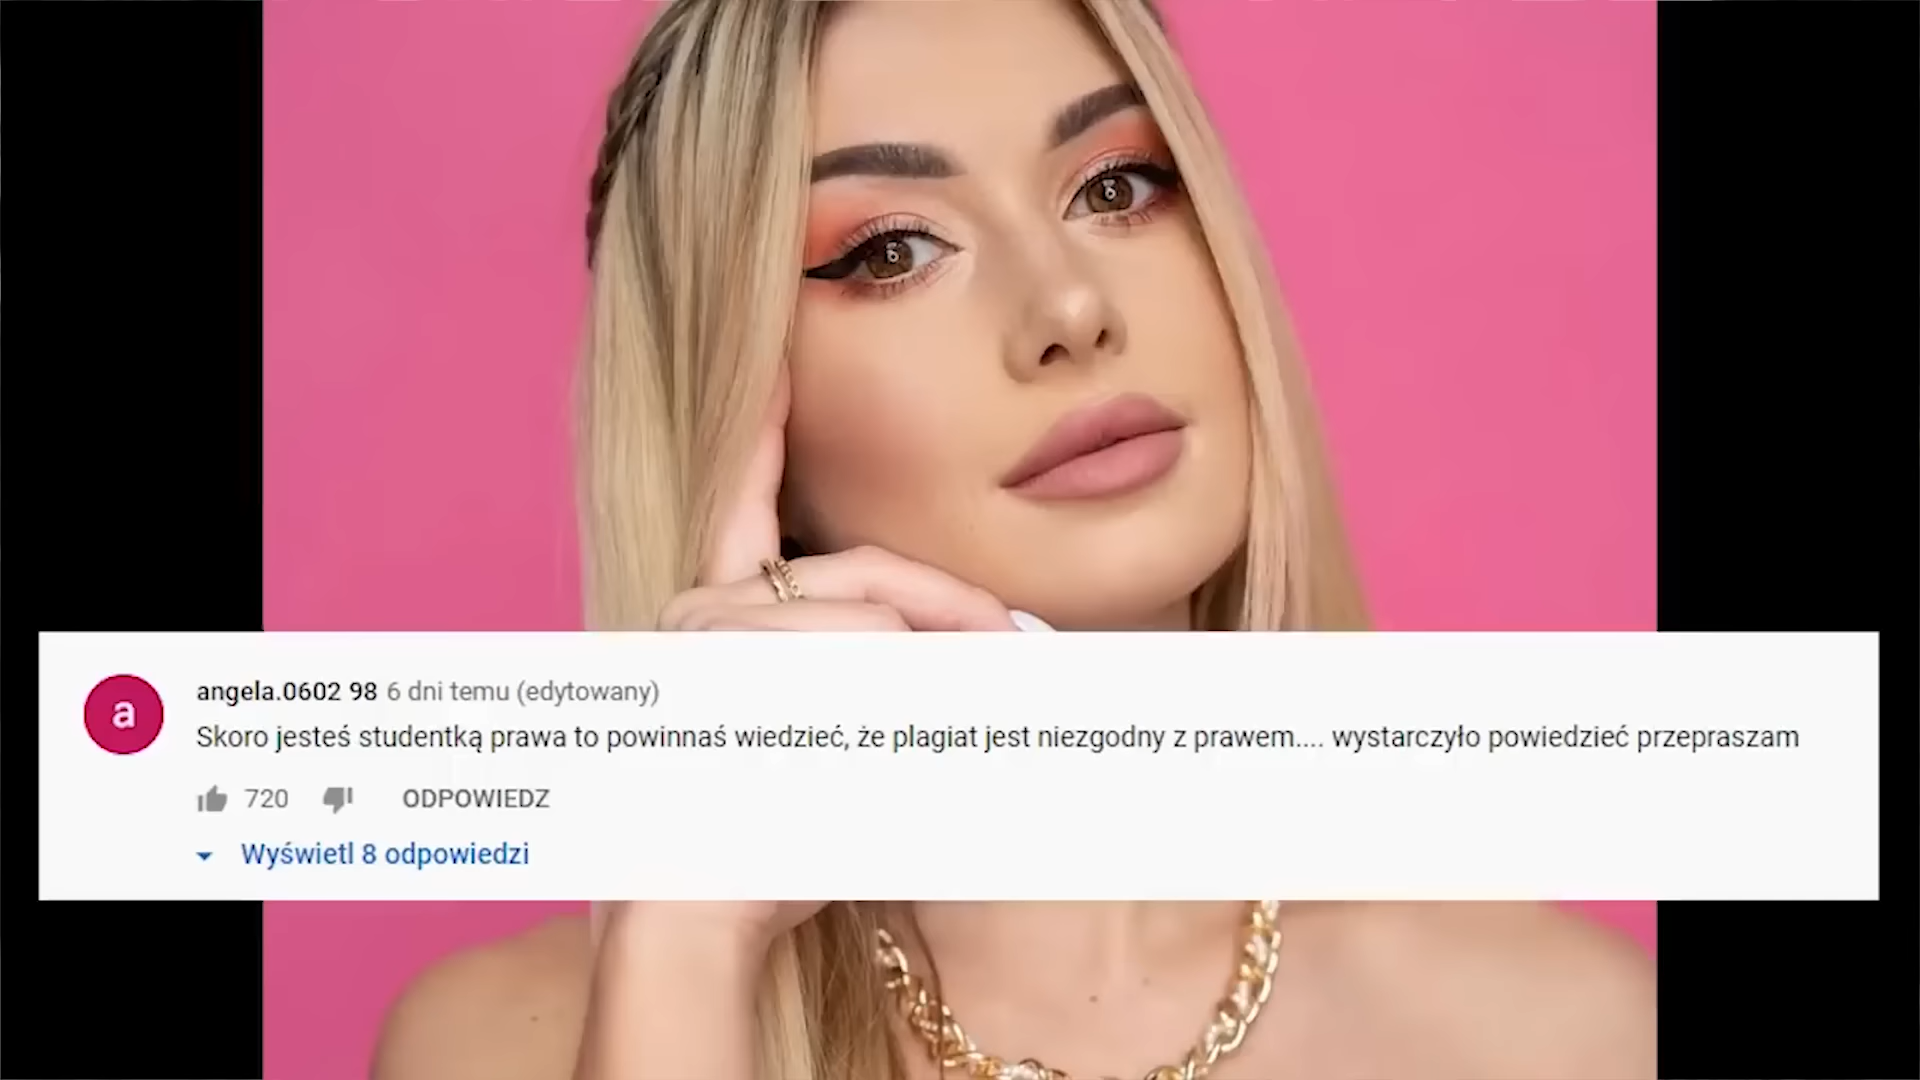 a
angela.0602 98 6 dni temu (edytowany)
Skoro jesteś studentką prawa to powinnaś wiedzieć, że plagiat jest niezgodny z prawem.... wystarczyło powiedzieć przepraszam
720 ODPOWIEDZ
Wyświetl 8 odpowiedzi